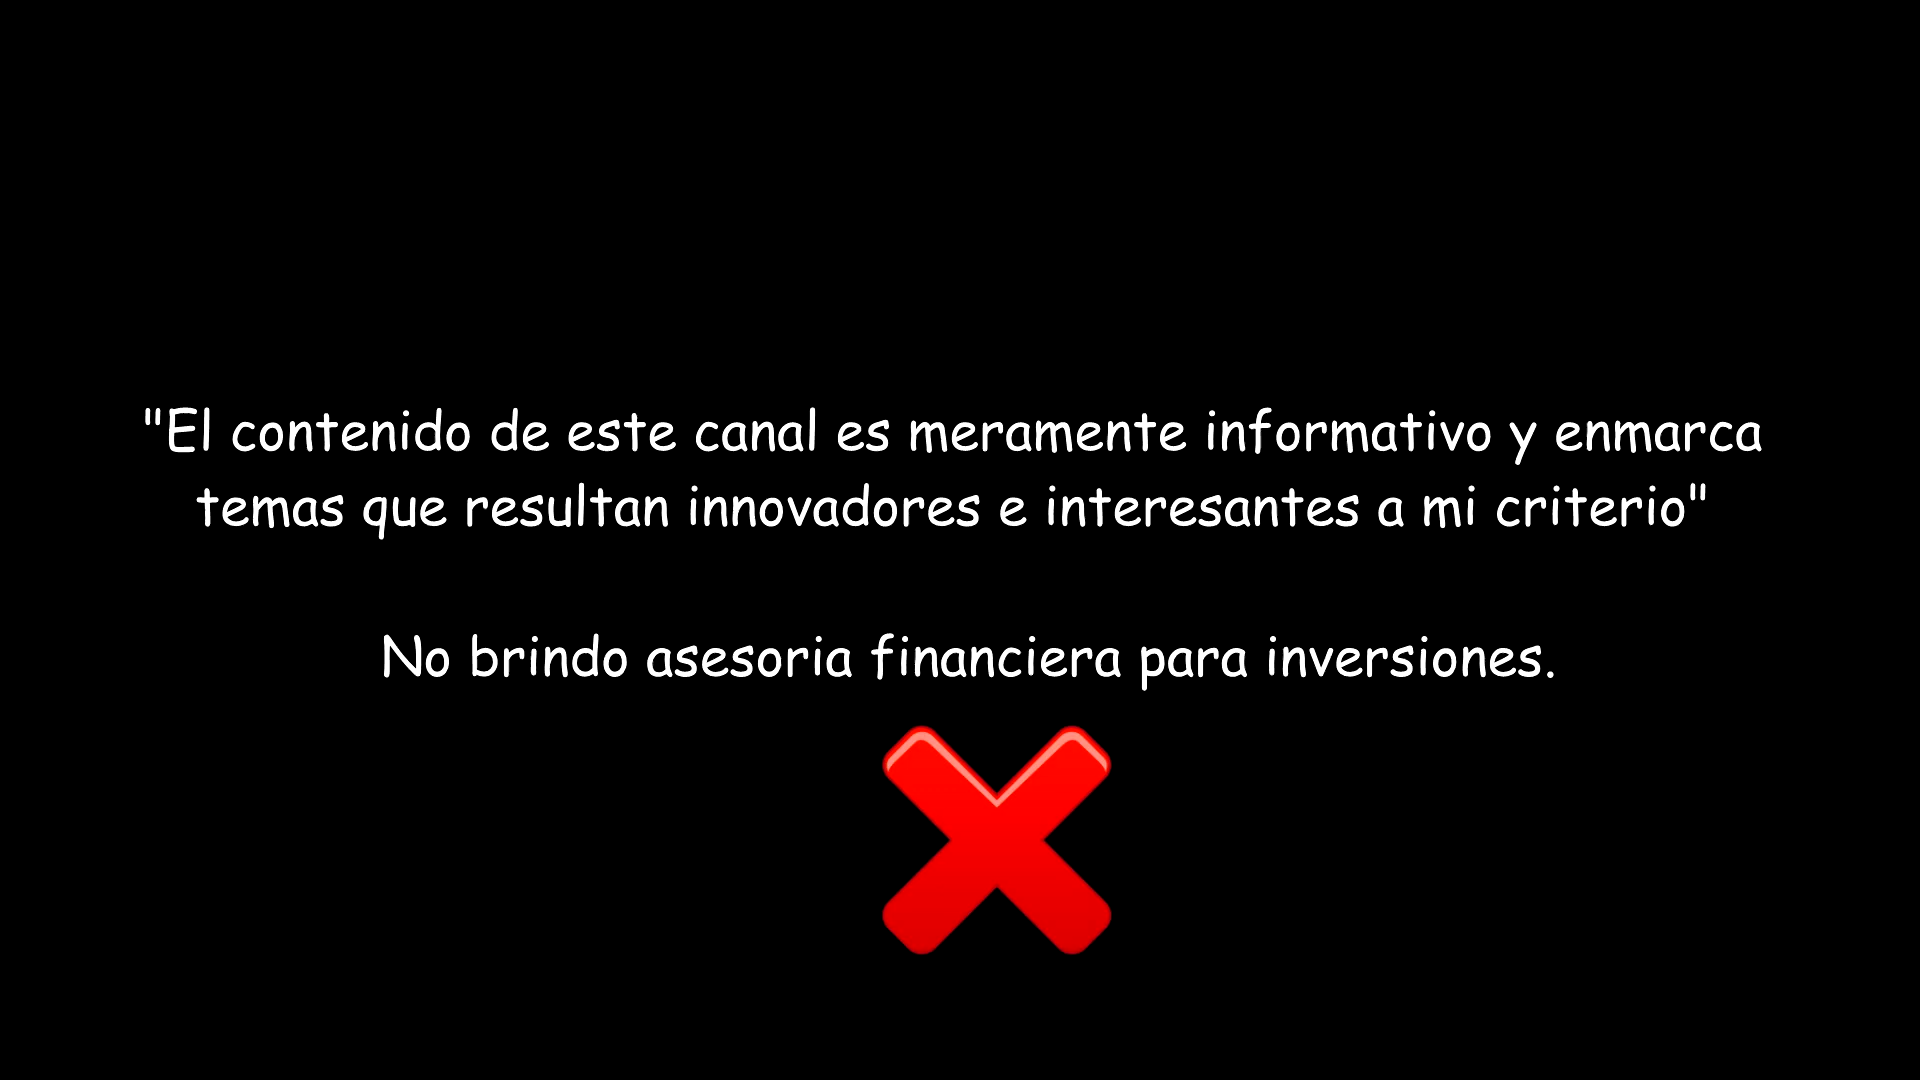 "El contenido de este canal es meramente informativo y enmarca
temas que resultan innovadores e interesantes a mi criterio"
No brindo asesoria financiera para inversiones.